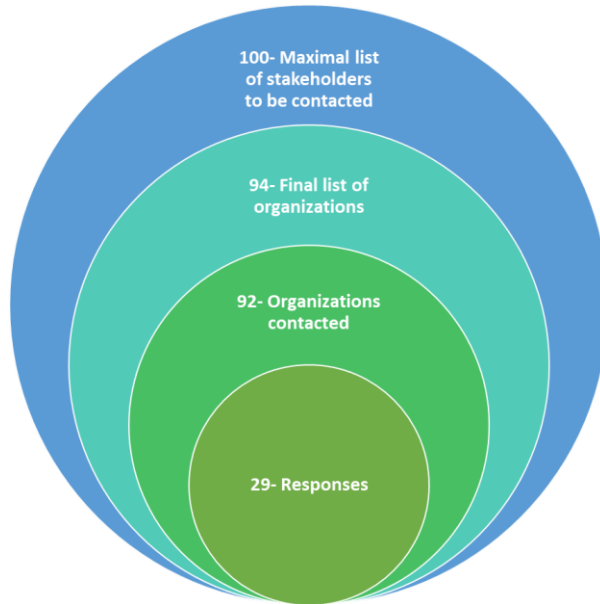 100- Maximal list
of stakeholders
to be contacted
94- Final list of
organizations
92- Organizations
contacted
29- Responses